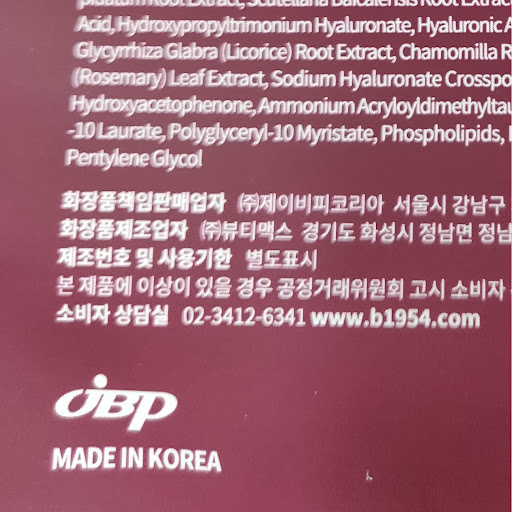 Root Extract, Scutellaria Baicalensis Root Extract
Acid, Hydroxypropyltrimonium Hyaluronate, Hyaluronic
Glycyrrhiza Glabra (Licorice) Root Extract, Chamomilla
(Rosemary) Leaf Extract, Sodium Hyaluronate
Hydroxyacetophenone, Ammonium
-10 Laurate, Polyglyceryl-10 Myristate, Phospholipids,
Pentylene Glycol
화장품책임판매업자 ㈜제이비피코리아 서울시 강남구
화장품제조업자 ㈜뷰티맥스 경기도 화성시 정남면
제조번호 및 사용기한 별도표시
본 제품에 이상이 있을 경우 공정거래위원회 고시 소비자
소비자 상담실 02-3412-6341 www.b1954.com
JBP
MADE IN KOREA